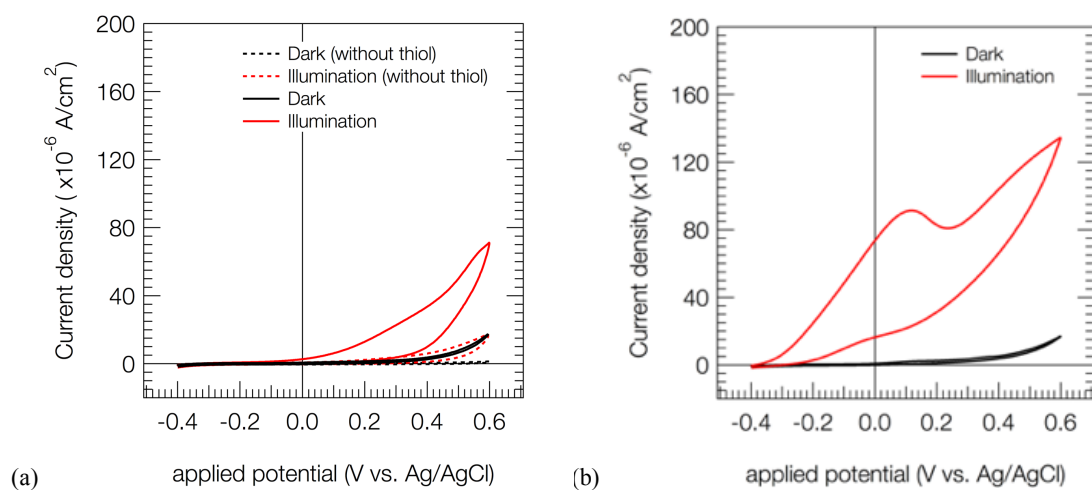 200
160
120
80
40
0
Current density ( x10⁻⁶ A/cm²)
-0.4 -0.2 0.0 0.2 0.4 0.6
applied potential (V vs. Ag/AgCl)
Dark (without thiol)
Illumination (without thiol)
Dark
Illumination
(a)
200
160
120
80
40
0
Current density (x10⁻⁶ A/cm²)
-0.4 -0.2 0.0 0.2 0.4 0.6
applied potential (V vs. Ag/AgCl)
Dark
Illumination
(b)